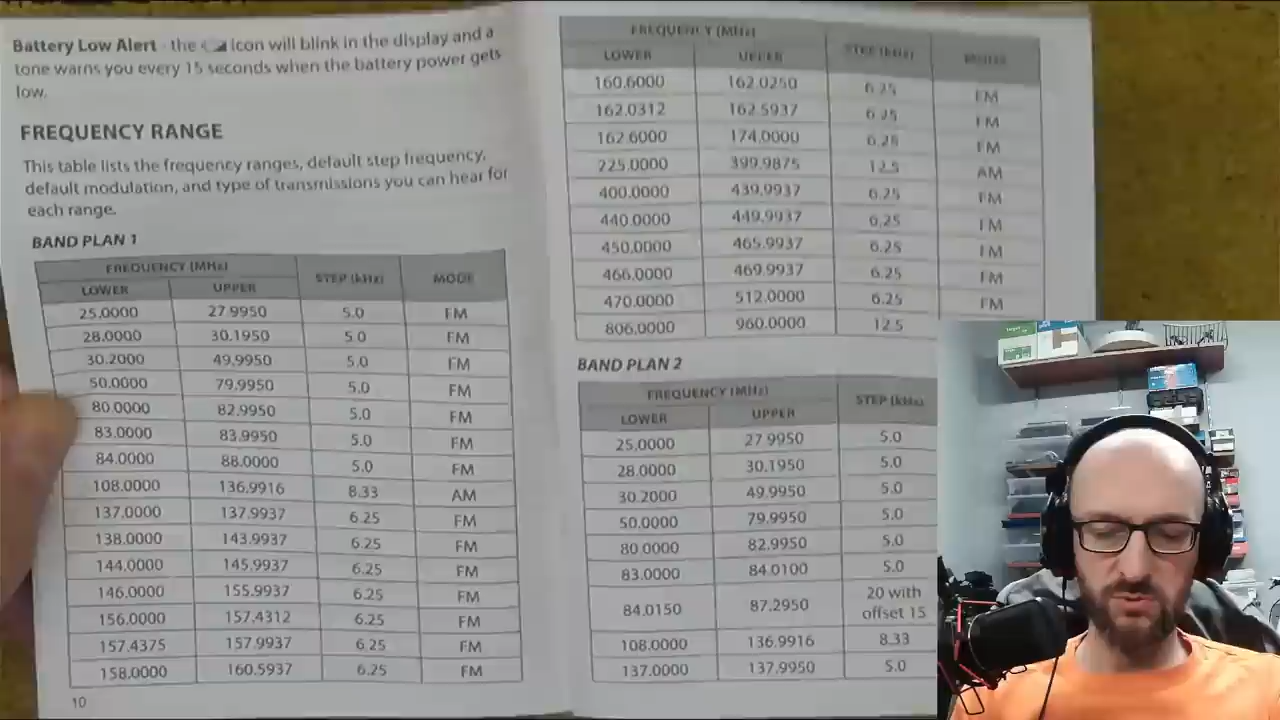 Battery Low Alert - the icon will blink in the display and a
tone warns you every 15 seconds when the battery power gets
low.
FREQUENCY RANGE
This table lists the frequency ranges, default step frequency,
default modulation, and type of transmissions you can hear for
each range.
BAND PLAN 1
FREQUENCY (MHz) STEP (kHz) MODE
LOWER UPPER
25.0000 27.9950 5.0 FM
28.0000 30.1950 5.0 FM
30.2000 49.9950 5.0 FM
50.0000 79.9950 5.0 FM
80.0000 82.9950 5.0 FM
83.0000 83.9950 5.0 FM
84.0000 88.0000 5.0 FM
108.0000 136.9916 8.33 AM
137.0000 137.9937 6.25 FM
138.0000 143.9937 6.25 FM
144.0000 145.9937 6.25 FM
146.0000 155.9937 6.25 FM
156.0000 157.4312 6.25 FM
157.4375 157.9937 6.25 FM
158.0000 160.5937 6.25 FM
10
FREQUENCY (MHz) STEP (kHz) MODE
LOWER UPPER
160.6000 162.0250 6.25 FM
162.0312 162.5937 6.25 FM
162.6000 174.0000 6.25 FM
225.0000 399.9875 12.5 AM
400.0000 439.9937 6.25 FM
440.0000 449.9937 6.25 FM
450.0000 465.9937 6.25 FM
466.0000 469.9937 6.25 FM
470.0000 512.0000 6.25 FM
806.0000 960.0000 12.5
BAND PLAN 2
FREQUENCY (MHz) STEP (kHz)
LOWER UPPER
25.0000 27.9950 5.0
28.0000 30.1950 5.0
30.2000 49.9950 5.0
50.0000 79.9950 5.0
80.0000 82.9950 5.0
83.0000 84.0100 5.0
84.0150 87.2950 20 with
offset 15
108.0000 136.9916 8.33
137.0000 137.9950 5.0